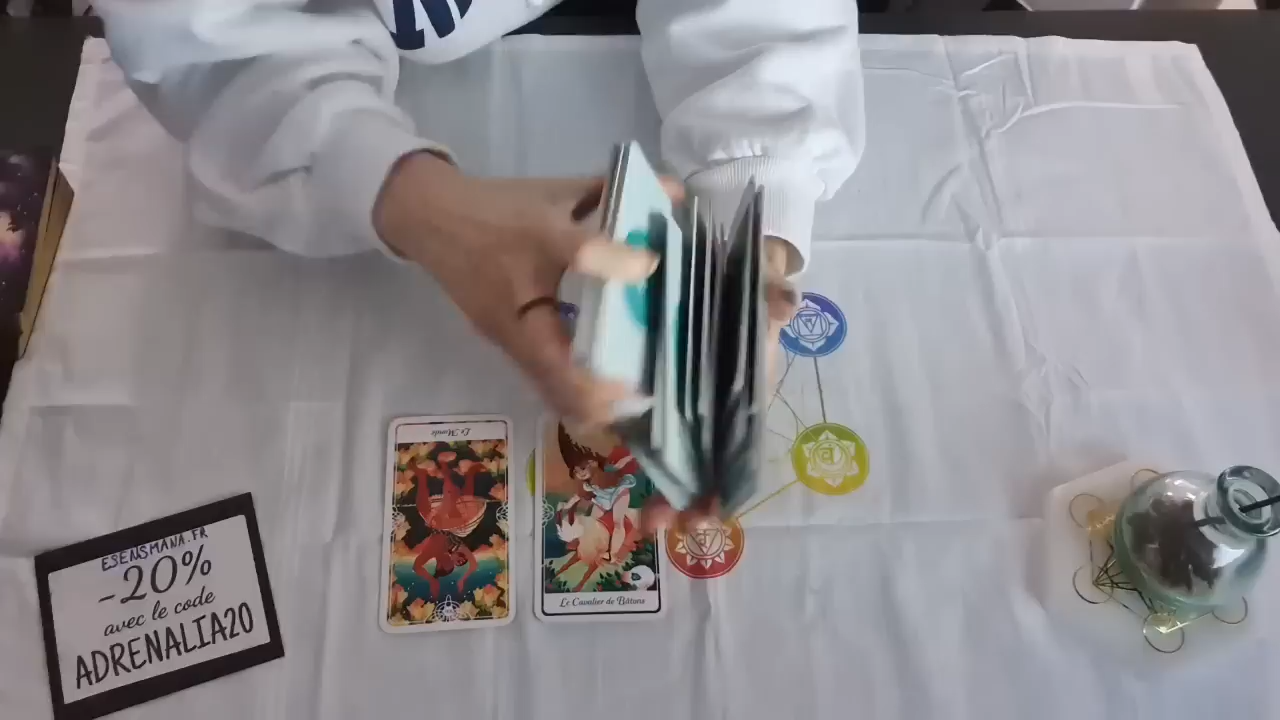 Le Monde
Le Cavalier de Bâtons
ESENSMANA.FR
-20%
avec le code
ADRENALIA20